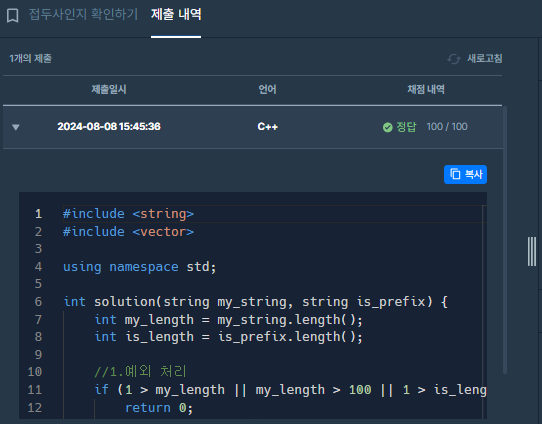 접두사인지 확인하기 제출 내역
1개의 제출 새로고침
제출일시 언어 채점 내역
2024-08-08 15:45:36 C++ 정답 100 / 100
복사
1 #include <string>
2 #include <vector>
3
4 using namespace std;
5
6 int solution(string my_string, string is_prefix) {
7 int my_length = my_string.length();
8 int is_length = is_prefix.length();
9
10 //1.예외 처리
11 if (1 > my_length || my_length > 100 || 1 > is_leng
12 return 0;